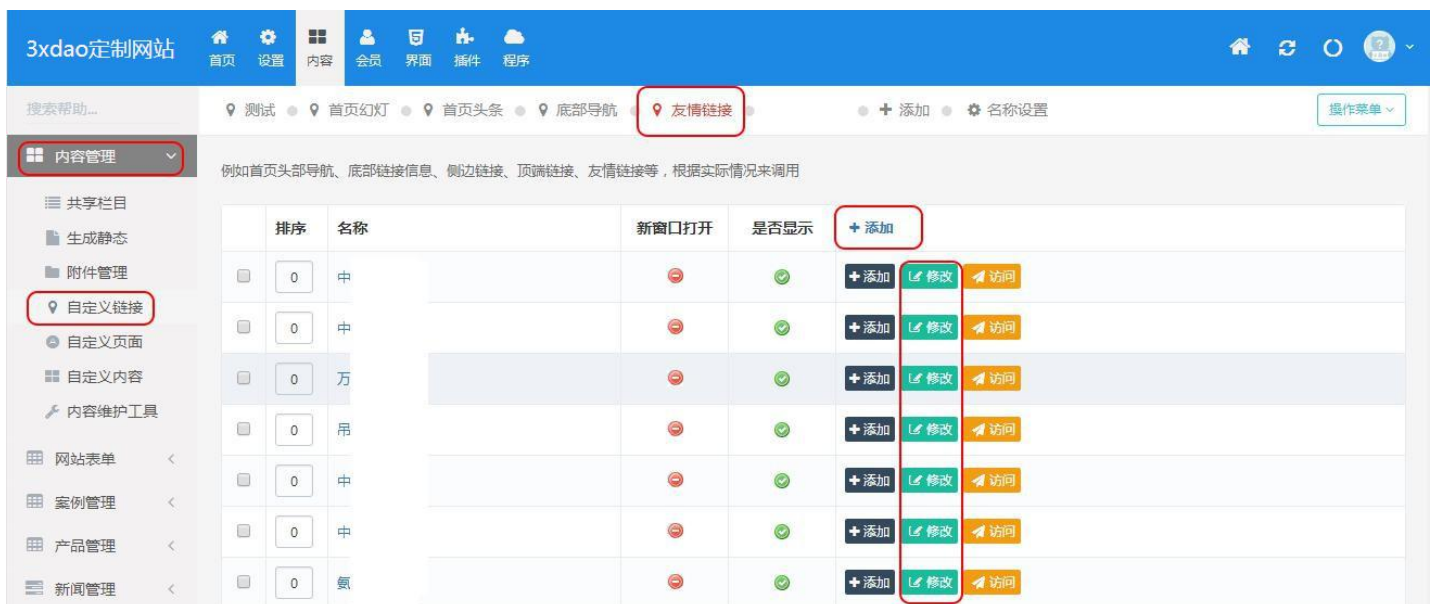 3xdao定制网站
首页 设置 内容 会员 界面 插件 程序
搜索帮助...
测试 首页幻灯 首页头条 底部导航 友情链接 添加 名称设置 操作菜单
内容管理
共享栏目
生成静态
附件管理
自定义链接
自定义页面
自定义内容
内容维护工具
网站表单
案例管理
产品管理
新闻管理
例如首页头部导航、底部链接信息、侧边链接、顶端链接、友情链接等，根据实际情况来调用
排序 名称 新窗口打开 是否显示 添加
0 中 添加 修改 访问
0 中 添加 修改 访问
0 万 添加 修改 访问
0 吊 添加 修改 访问
0 中 添加 修改 访问
0 中 添加 修改 访问
0 氨 添加 修改 访问